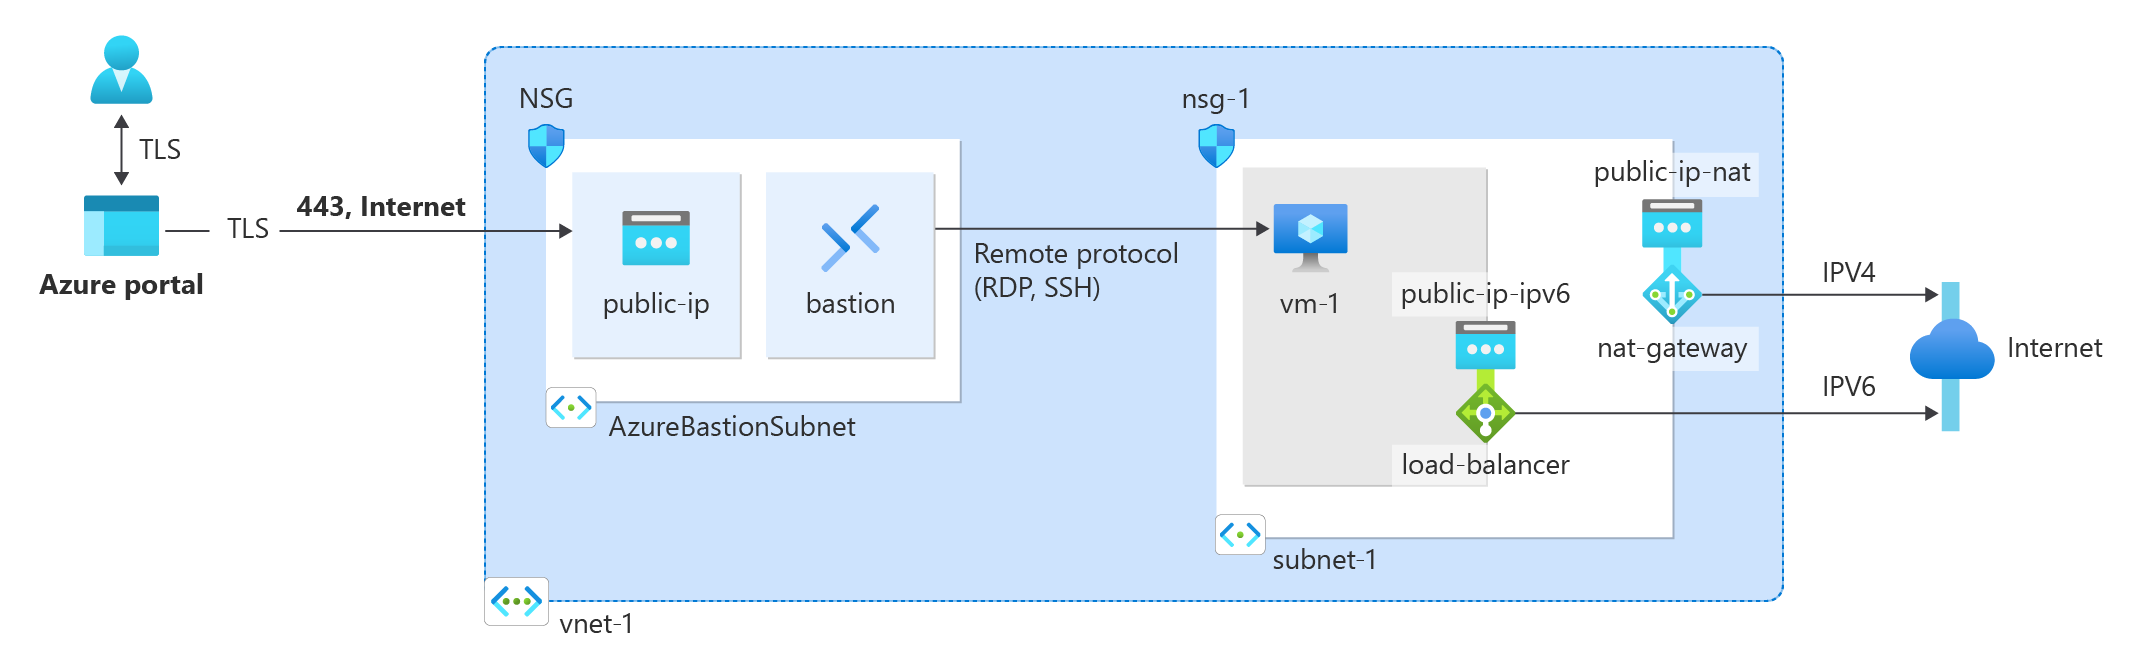 TLS
Azure portal
TLS
443, Internet
NSG
public-ip
bastion
AzureBastionSubnet
Remote protocol
(RDP, SSH)
nsg-1
vm-1
public-ip-ipv6
load-balancer
public-ip-nat
nat-gateway
subnet-1
vnet-1
IPV4
IPV6
Internet